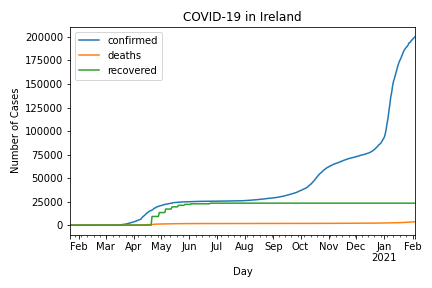 COVID-19 in Ireland
confirmed
deaths
recovered
Number of Cases
200000
175000
150000
125000
100000
75000
50000
25000
0
Feb Mar Apr May Jun Jul Aug Sep Oct Nov Dec Jan Feb
2021
Day